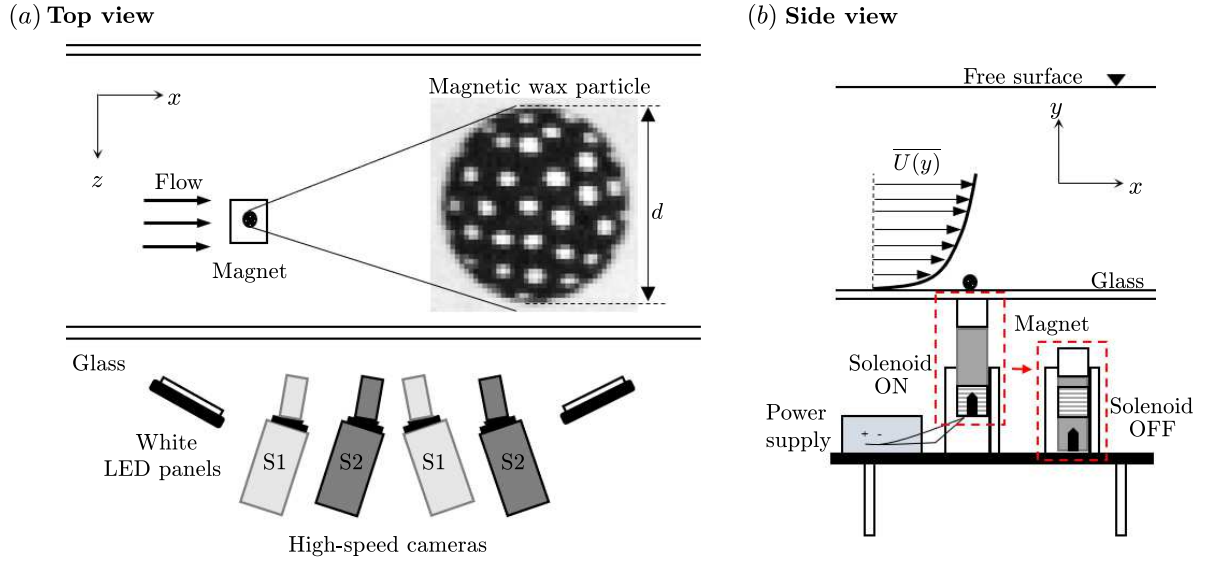 (a) Top view
x
z
Flow
Magnet
Magnetic wax particle
d
Glass
White
LED panels
S1
S2
S1
S2
High-speed cameras
(b) Side view
Free surface
y
x
U(y)
Glass
Magnet
Solenoid
ON
Power
supply
+ -
Solenoid
OFF